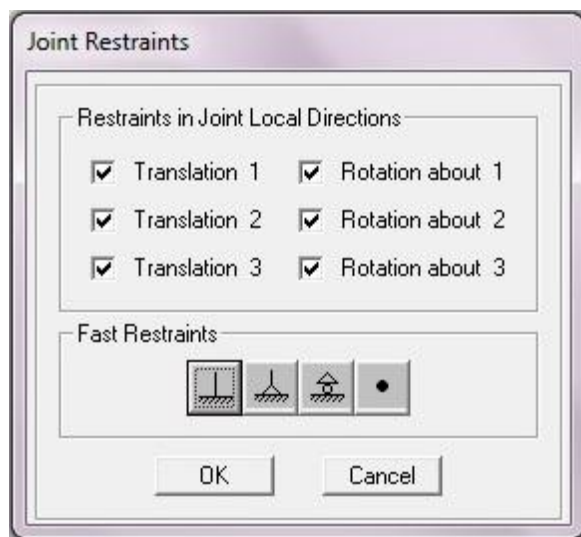 Joint Restraints
Restraints in Joint Local Directions
Translation 1 Rotation about 1
Translation 2 Rotation about 2
Translation 3 Rotation about 3
Fast Restraints
OK Cancel